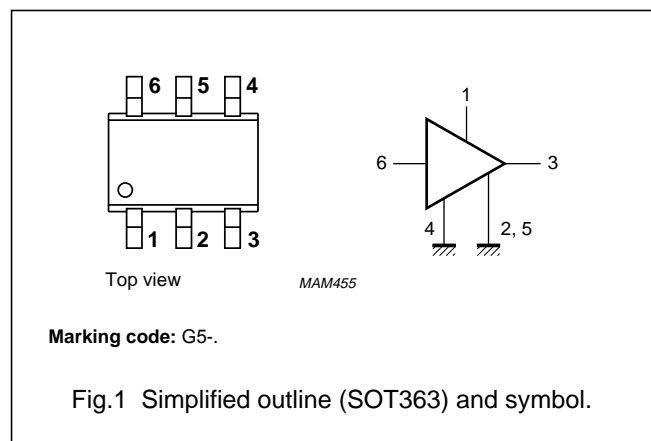 6 5 4
1 2 3
Top view
1
6
3
4
2, 5
MAM455
Marking code: G5-.
Fig.1 Simplified outline (SOT363) and symbol.